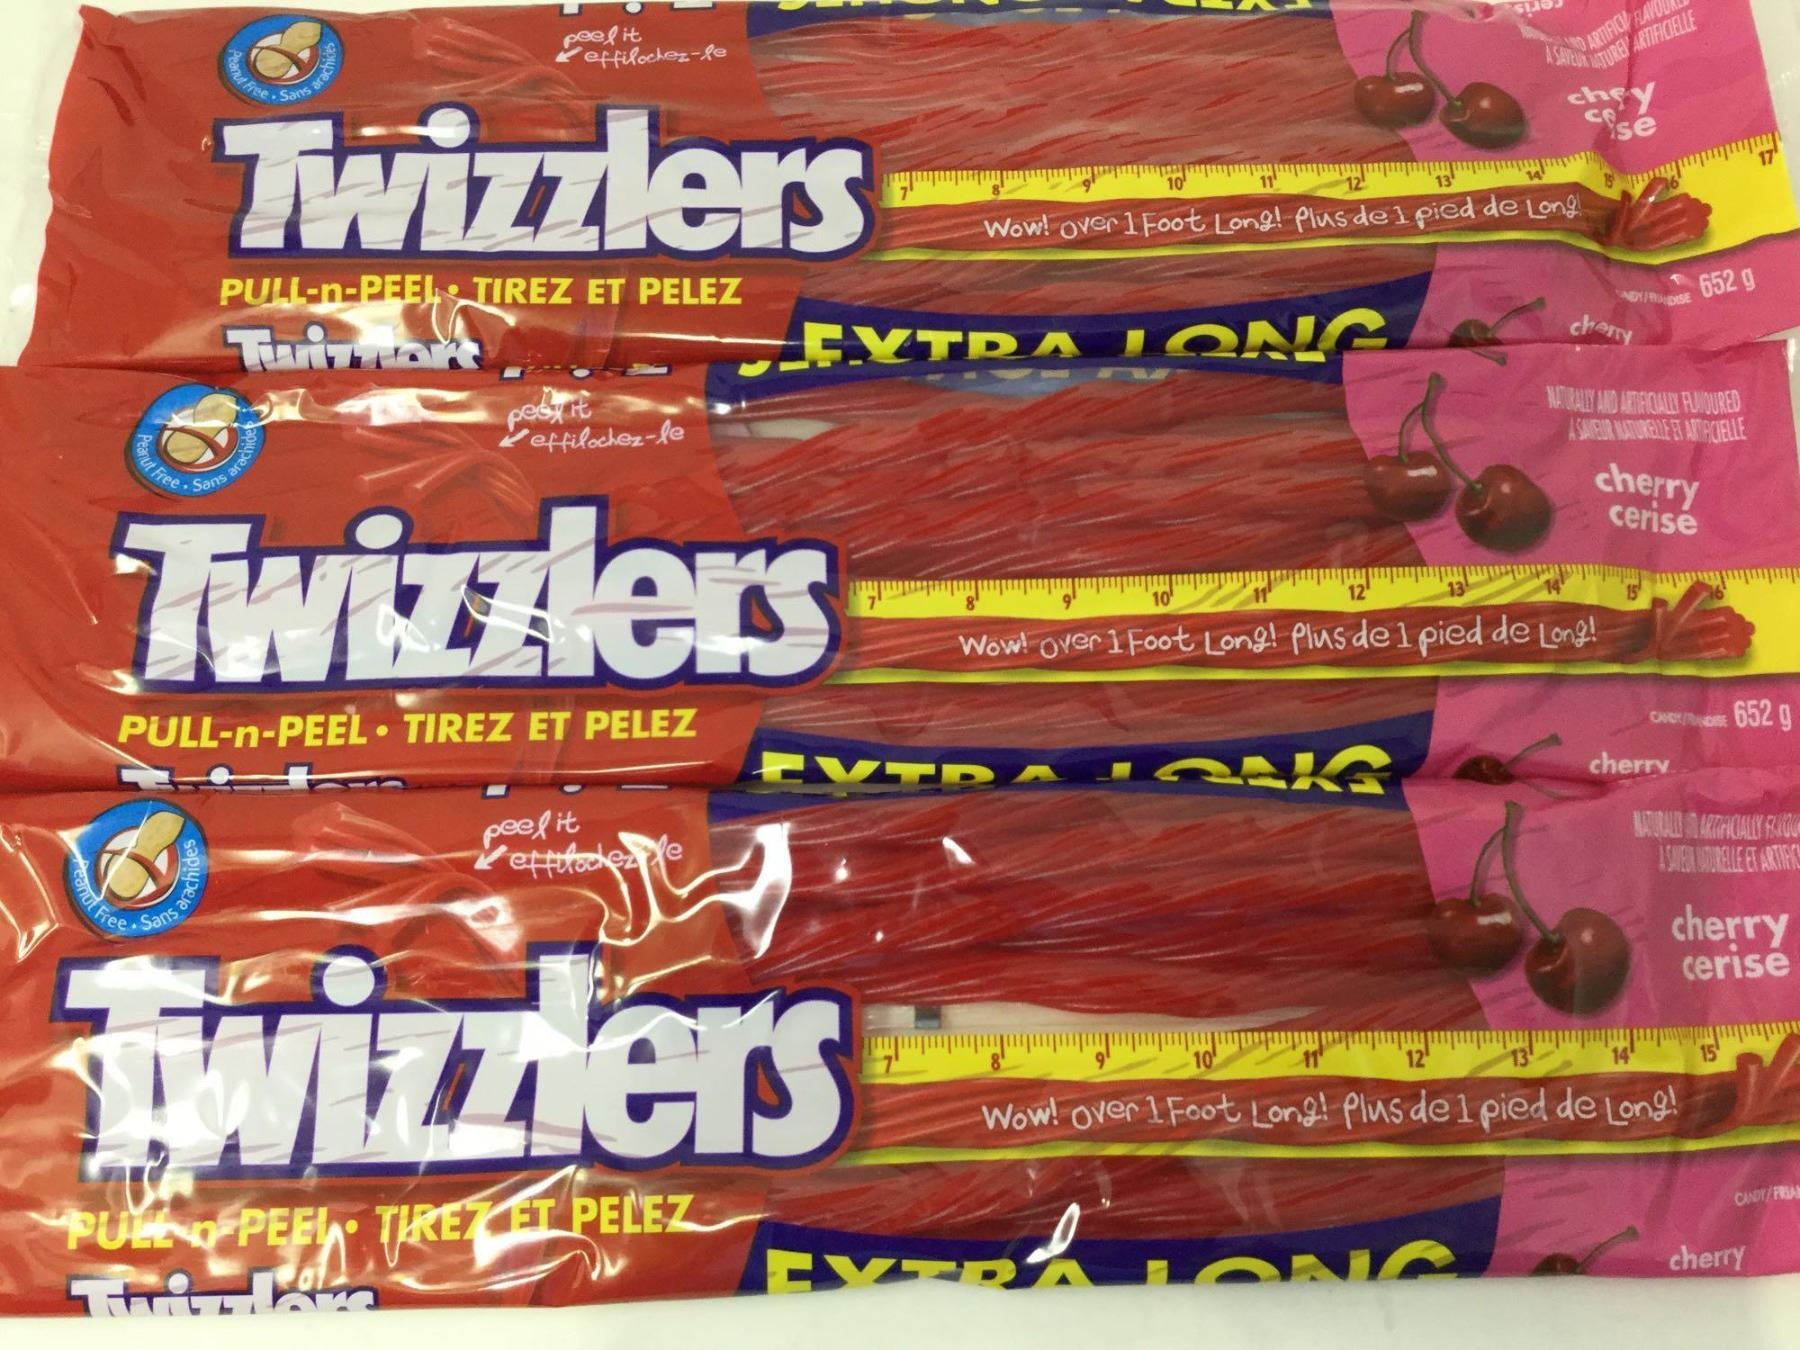 peel it
effilochez-le
Peanut Free • Sans arachides
Twizzlers
PULL-n-PEEL • TIREZ ET PELEZ
7 8 9 10 11 12 13 14 15 16 17
Wow! over 1 Foot Long! Plus de 1 pied de Long!
652 g
cherry
Twizzlers
EXTRA LONG
peel it
effilochez-le
Peanut Free • Sans arachides
NATURALLY AND ARTIFICIALLY FLAVOURED
À SAVEUR NATURELLE ET ARTIFICIELLE
cherry
cerise
Twizzlers
7 8 9 10 11 12 13 14 15 16
Wow! over 1 Foot Long! Plus de 1 pied de Long!
PULL-n-PEEL • TIREZ ET PELEZ
652 g
cherry
Twizzlers
EXTRA LONG
peel it
effilochez-le
Peanut Free • Sans arachides
cherry
cerise
Twizzlers
7 8 9 10 11 12 13 14 15
Wow! over 1 Foot Long! Plus de 1 pied de Long!
PULL-n-PEEL • TIREZ ET PELEZ
cherry
Twizzlers
EXTRA LONG